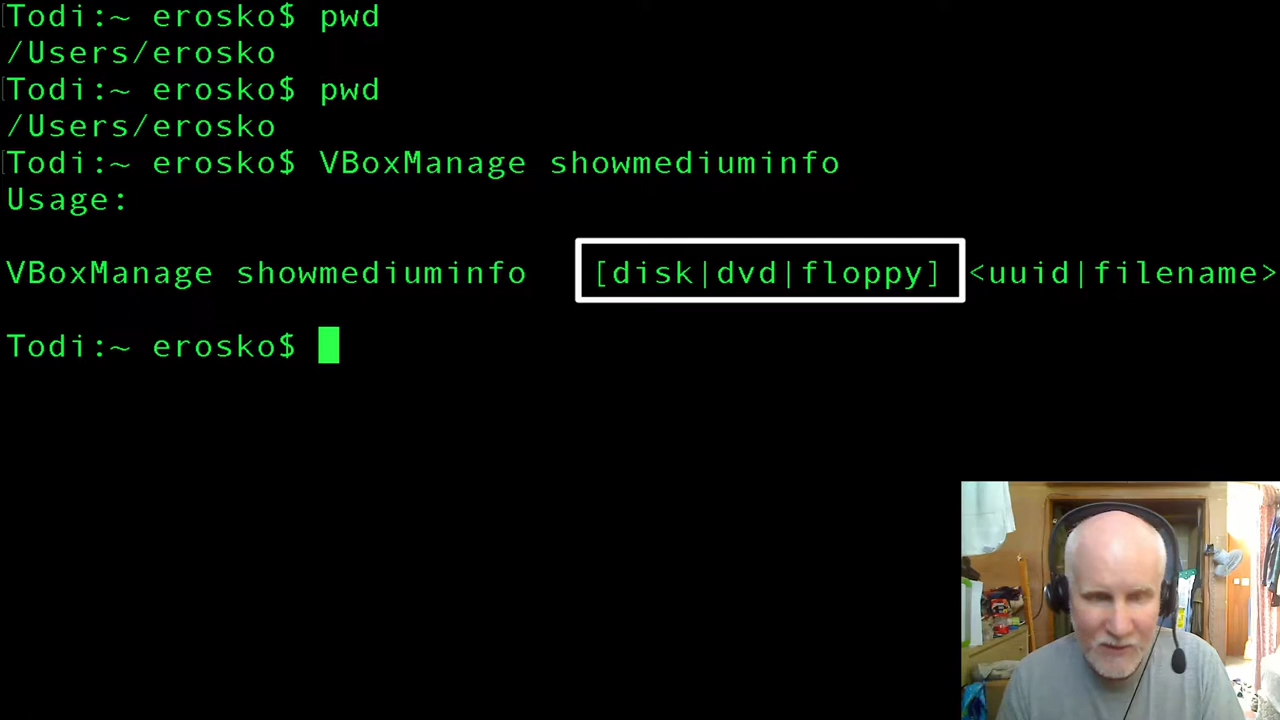 Todi:~ erosko$ pwd
/Users/erosko
Todi:~ erosko$ pwd
/Users/erosko
Todi:~ erosko$ VBoxManage showmediuminfo
Usage:
VBoxManage showmediuminfo [disk|dvd|floppy] <uuid|filename>
Todi:~ erosko$